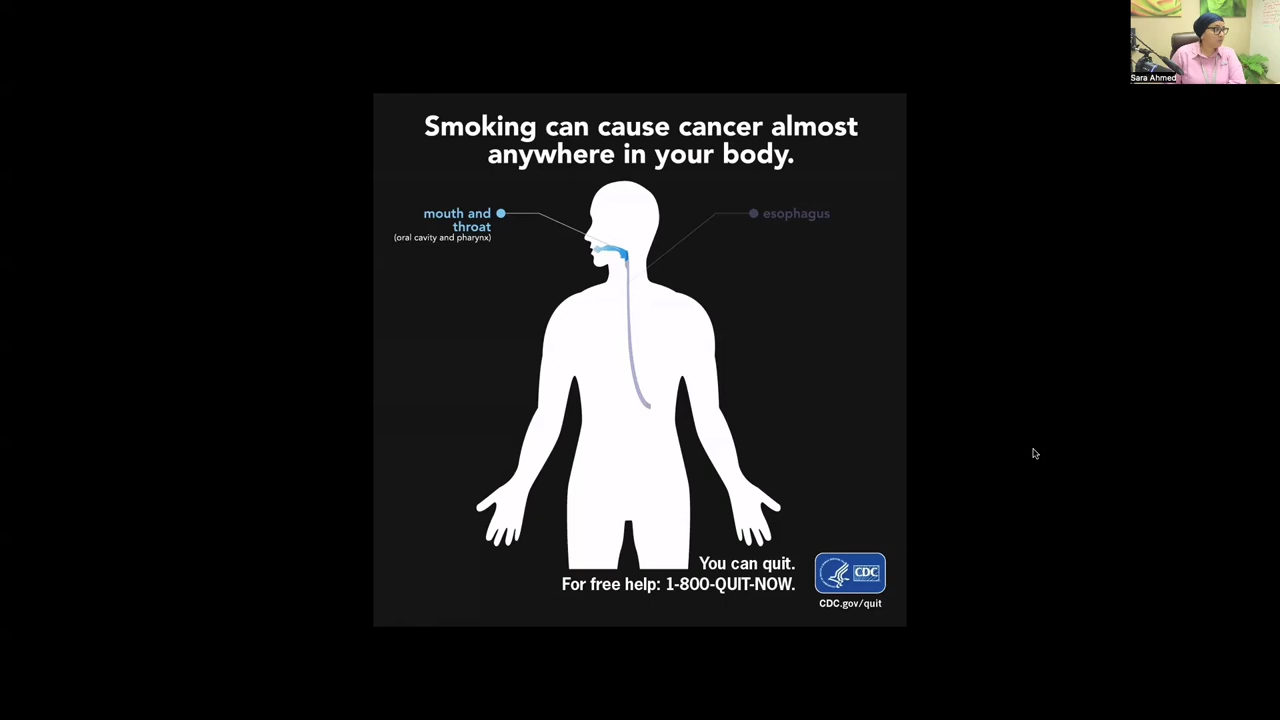 Sara Ahmed
Smoking can cause cancer almost
anywhere in your body.
mouth and
throat
(oral cavity and pharynx)
esophagus
You can quit.
For free help: 1-800-QUIT-NOW.
CDC
CDC.gov/quit